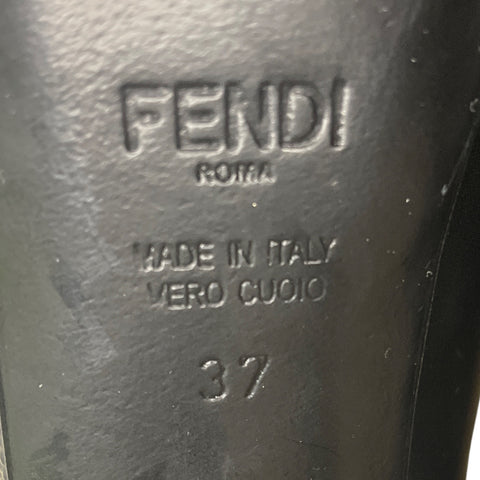 FENDI
ROMA
MADE IN ITALY
VERO CUOIO
37